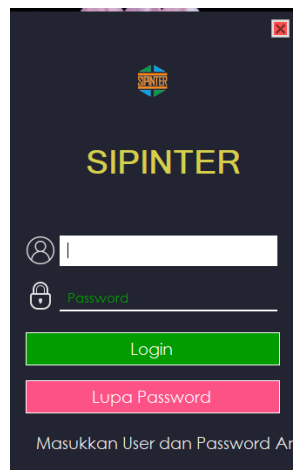 SIPINTER
SIPINTER
Password
Login
Lupa Password
Masukkan User dan Password An